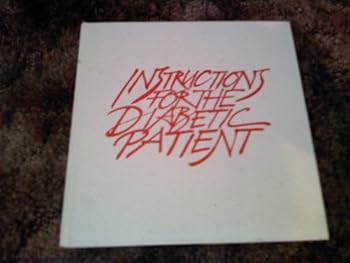 INSTRUCTIONS
FOR THE
DIABETIC
PATIENT